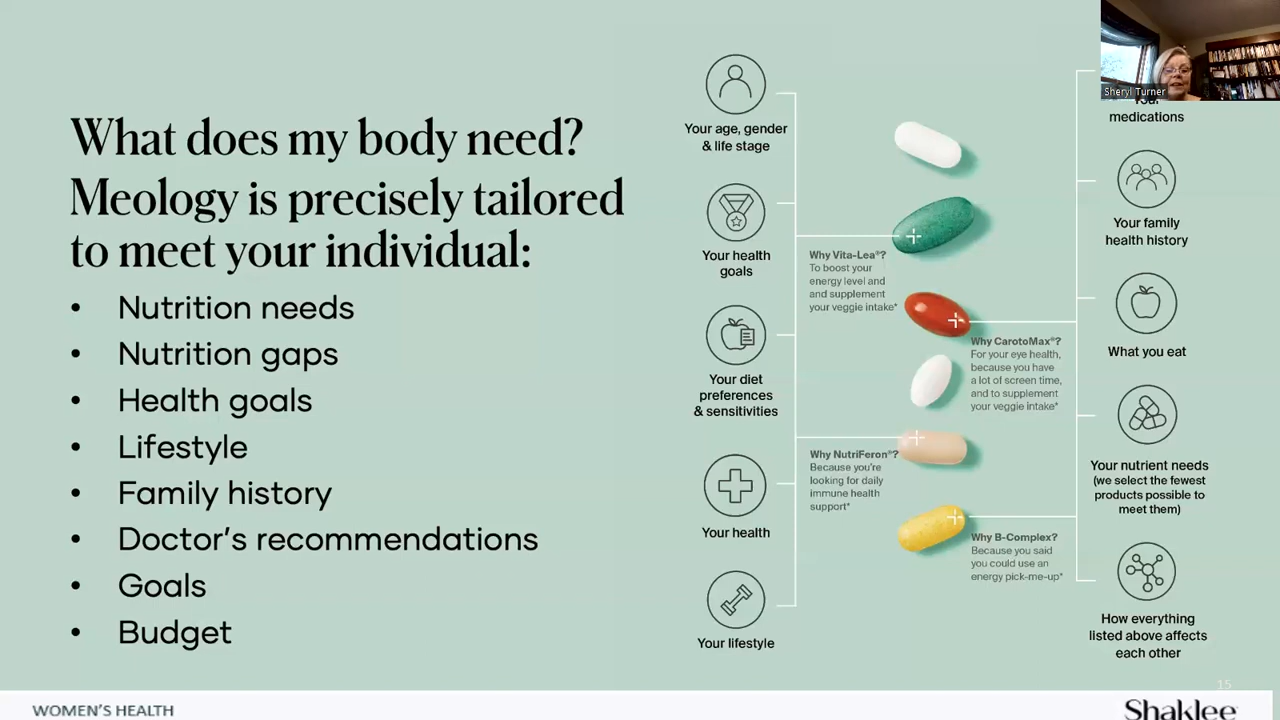 What does my body need?
Meology is precisely tailored
to meet your individual:
• Nutrition needs
• Nutrition gaps
• Health goals
• Lifestyle
• Family history
• Doctor's recommendations
• Goals
• Budget
Your age, gender
& life stage
Your health
goals
Your diet
preferences
& sensitivities
Your health
Your lifestyle
Why Vita-Lea®?
To boost your
energy level and
and supplement
your veggie intake*
Why CarotoMax®?
For your eye health,
because you have
a lot of screen time,
and to supplement
your veggie intake*
Why NutriFeron®?
Because you're
looking for daily
immune health
support*
Why B-Complex?
Because you said
you could use an
energy pick-me-up*
Sheryl Turner
Your
medications
Your family
health history
What you eat
Your nutrient needs
(we select the fewest
products possible to
meet them)
How everything
listed above affects
each other
15
WOMEN'S HEALTH
Shaklee